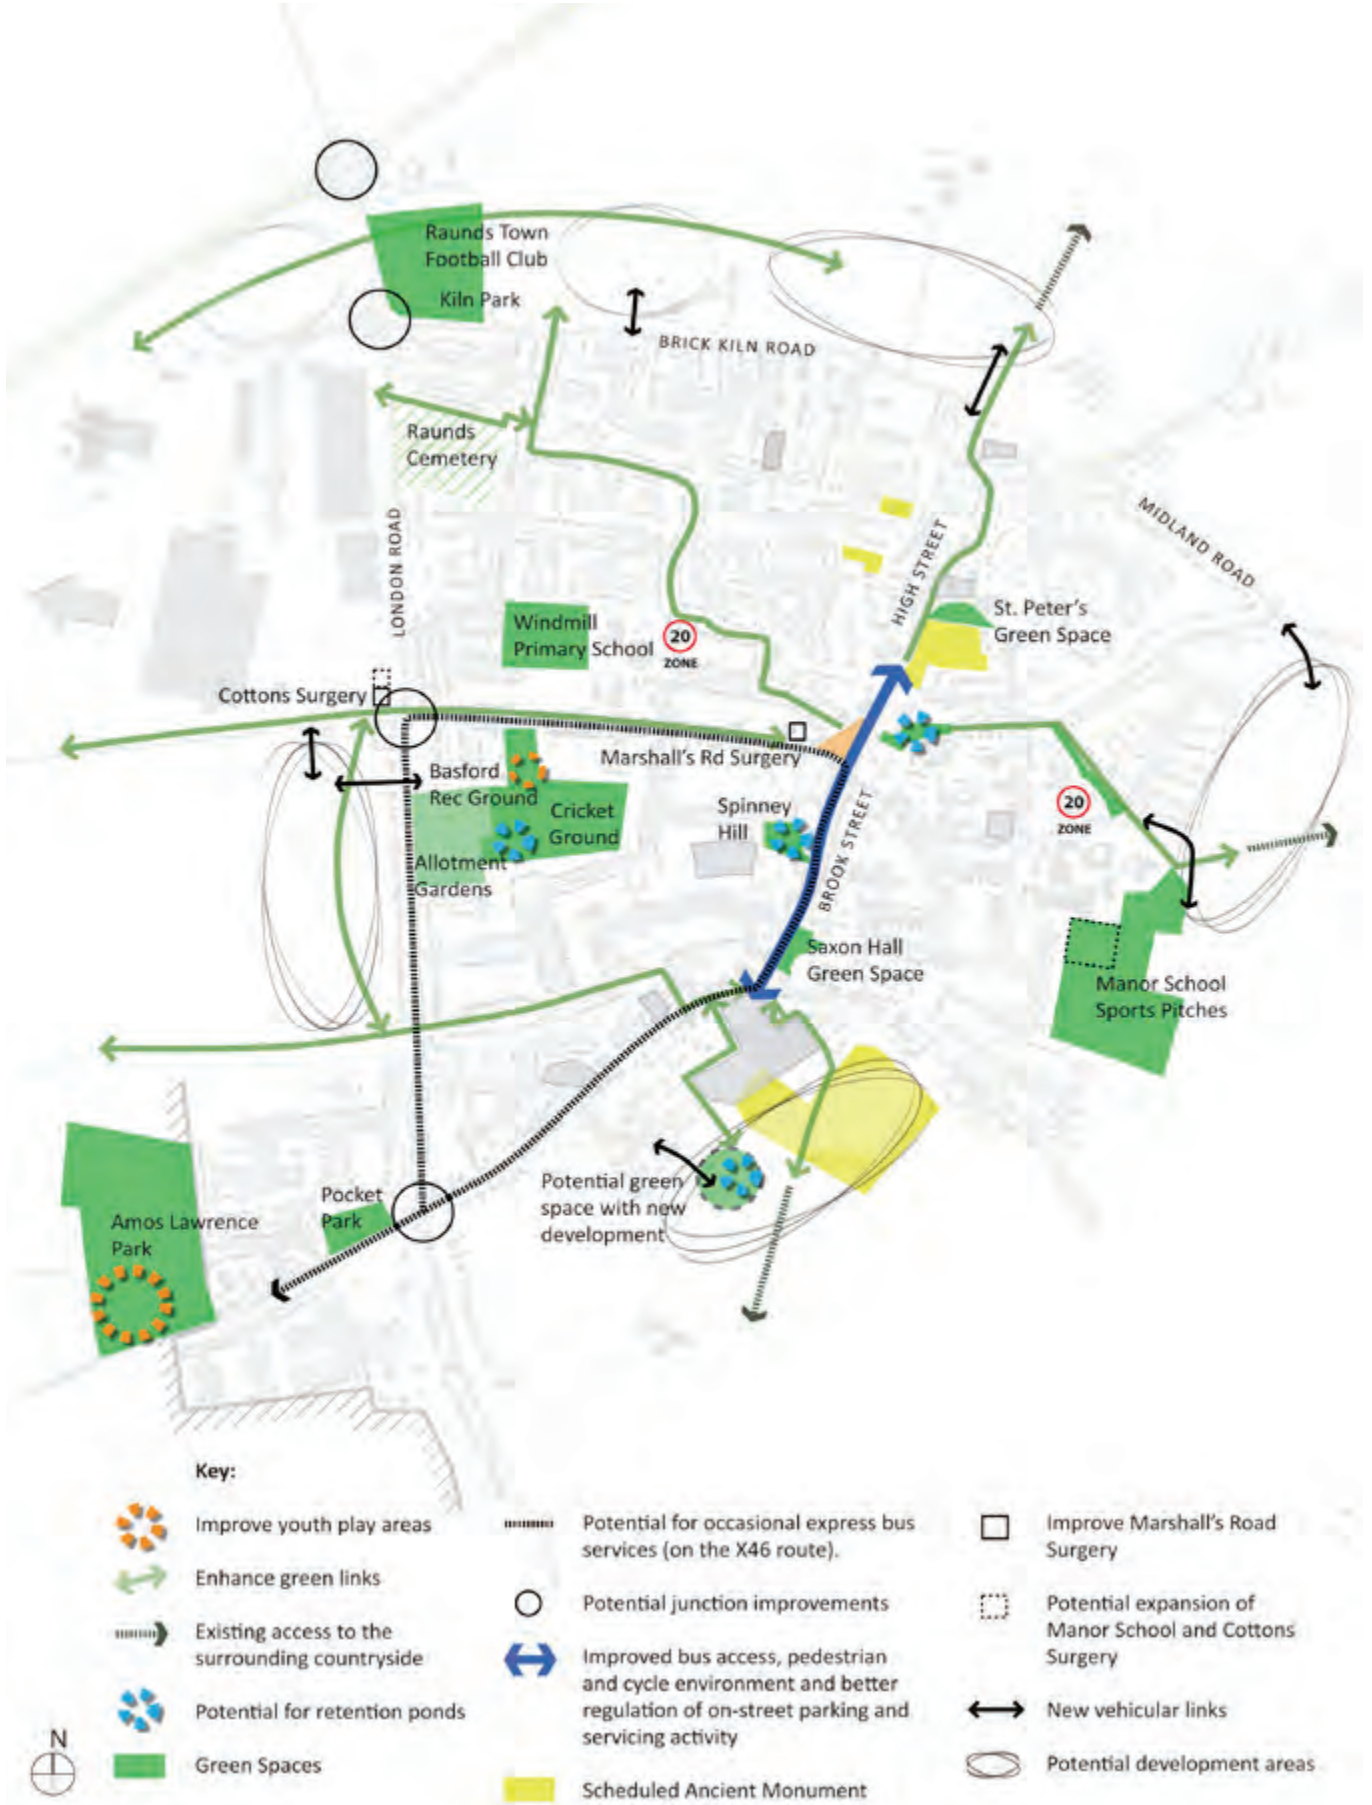 Raunds Town
Football Club
Kiln Park
BRICK KILN ROAD
Raunds
Cemetery
LONDON ROAD
HIGH STREET
MIDLAND ROAD
Windmill
Primary School
20
ZONE
St. Peter's
Green Space
Cottons Surgery
Marshall's Rd Surgery
Basford
Rec Ground
Cricket
Ground
Spinney
Hill
20
ZONE
Allotment
Gardens
BROOK STREET
Saxon Hall
Green Space
Manor School
Sports Pitches
Potential green
space with new
development
Pocket
Park
Amos Lawrence
Park
Key:
Improve youth play areas
Enhance green links
Existing access to the
surrounding countryside
Potential for retention ponds
Green Spaces
N
Potential for occasional express bus
services (on the X46 route).
Potential junction improvements
Improved bus access, pedestrian
and cycle environment and better
regulation of on-street parking and
servicing activity
Scheduled Ancient Monument
Improve Marshall's Road
Surgery
Potential expansion of
Manor School and Cottons
Surgery
New vehicular links
Potential development areas